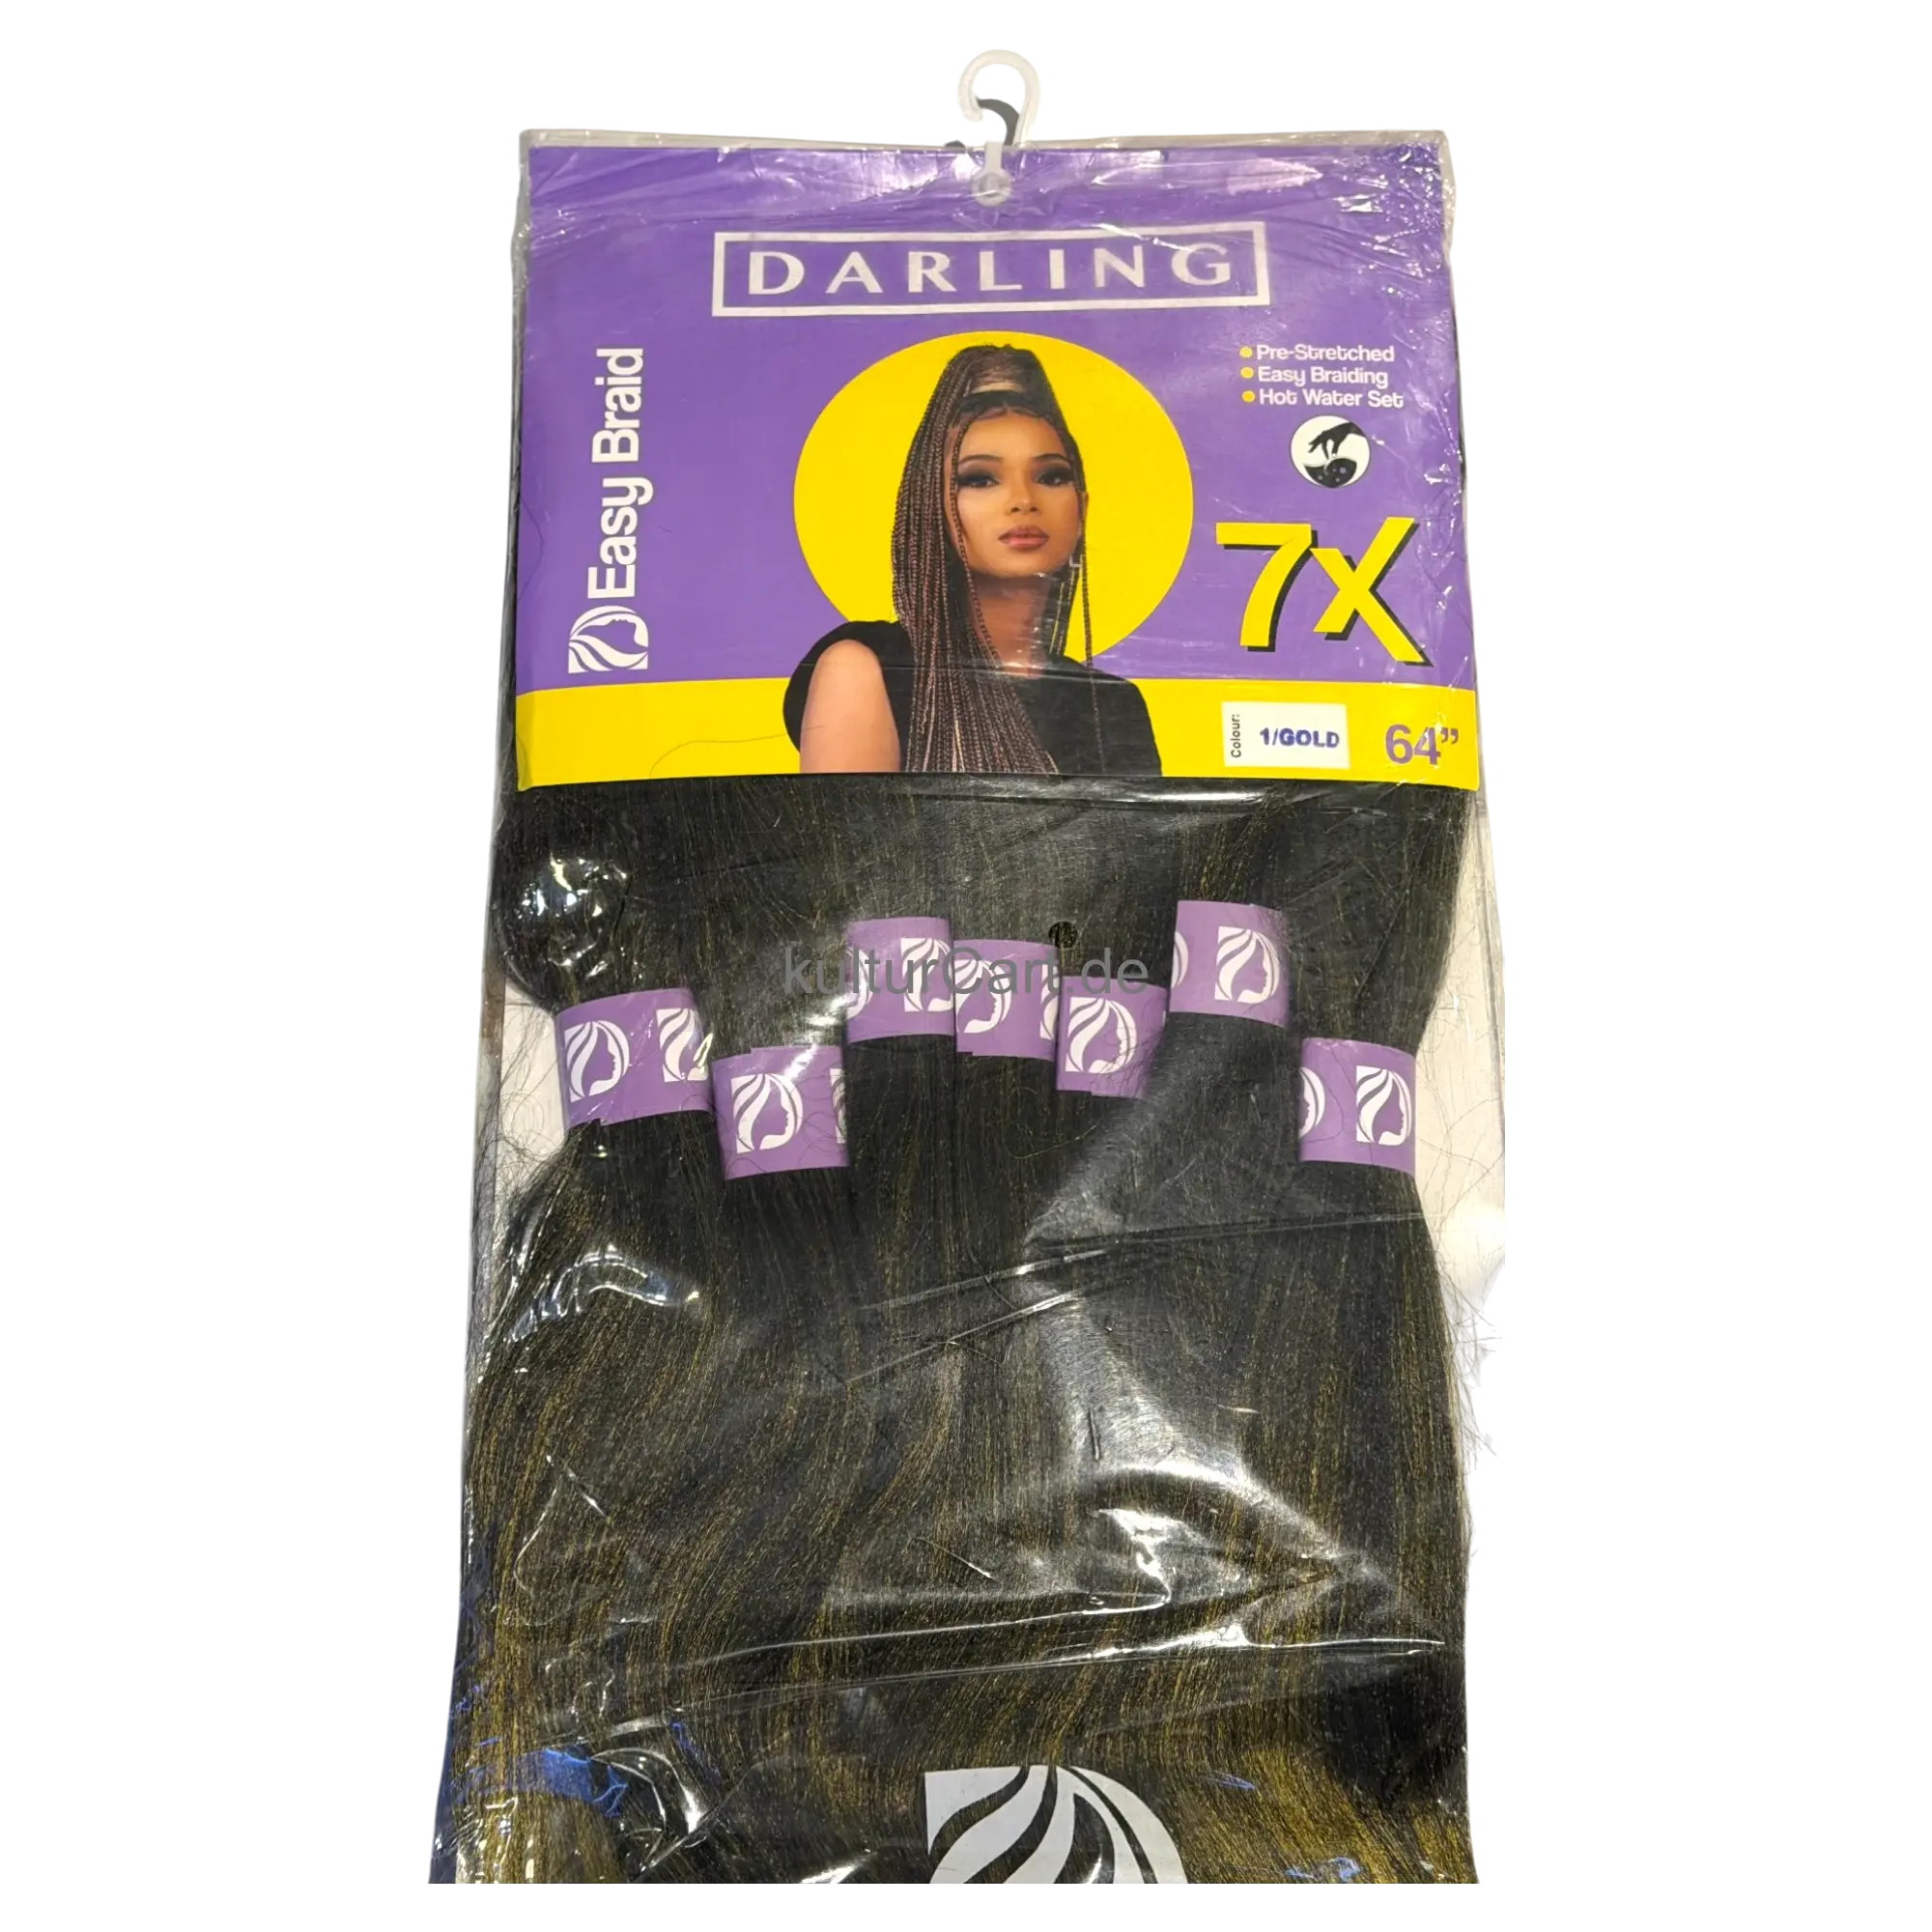 DARLING
Easy Braid
Pre-Stretched
Easy Braiding
Hot Water Set
7X
Colour:
1/GOLD
64”
kulturCart.de